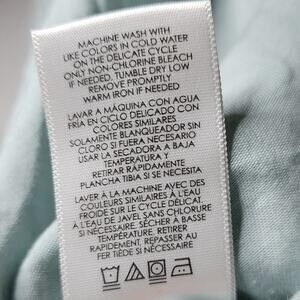 MACHINE WASH WITH
LIKE COLORS IN COLD WATER
ON THE DELICATE CYCLE
ONLY NON-CHLORINE BLEACH
IF NEEDED, TUMBLE DRY LOW
REMOVE PROMPTLY
WARM IRON IF NEEDED
LAVAR A MÁQUINA CON AGUA
FRIA EN CICLO DELICADO CON
COLORES SIMILARES
SOLAMENTE BLANQUEADOR SIN
CLORO SI FUERA NECESARIO
USAR LA SECADORA A BAJA
TEMPERATURA Y
RETIRAR RÁPIDAMENTE
PLANCHA TIBIA SI SE NECESITA
LAVER À LA MACHINE AVEC DES
COULEURS SIMILAIRES À L'EAU
FROIDE SUR LE CYCLE DÉLICAT.
À L'EAU DE JAVEL SANS CHLORURE
SI NÉCESSAIRE. SÉCHER À BASSE
TEMPÉRATURE. RETIRER
RAPIDEMENT. REPASSER AU
FER TIÈDE SI NÉCESSAIRE